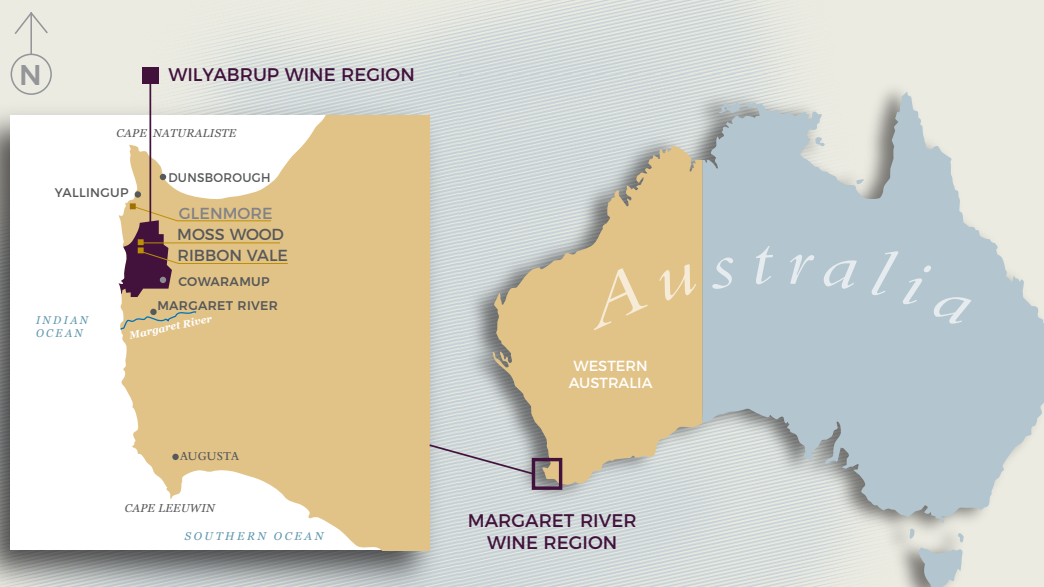 N
WILYABRUP WINE REGION
CAPE NATURALISTE
DUNSBOROUGH
YALLINGUP
GLENMORE
MOSS WOOD
RIBBON VALE
COWARAMUP
MARGARET RIVER
Margaret River
INDIAN
OCEAN
AUGUSTA
CAPE LEEUWIN
SOUTHERN OCEAN
Australia
WESTERN
AUSTRALIA
MARGARET RIVER
WINE REGION